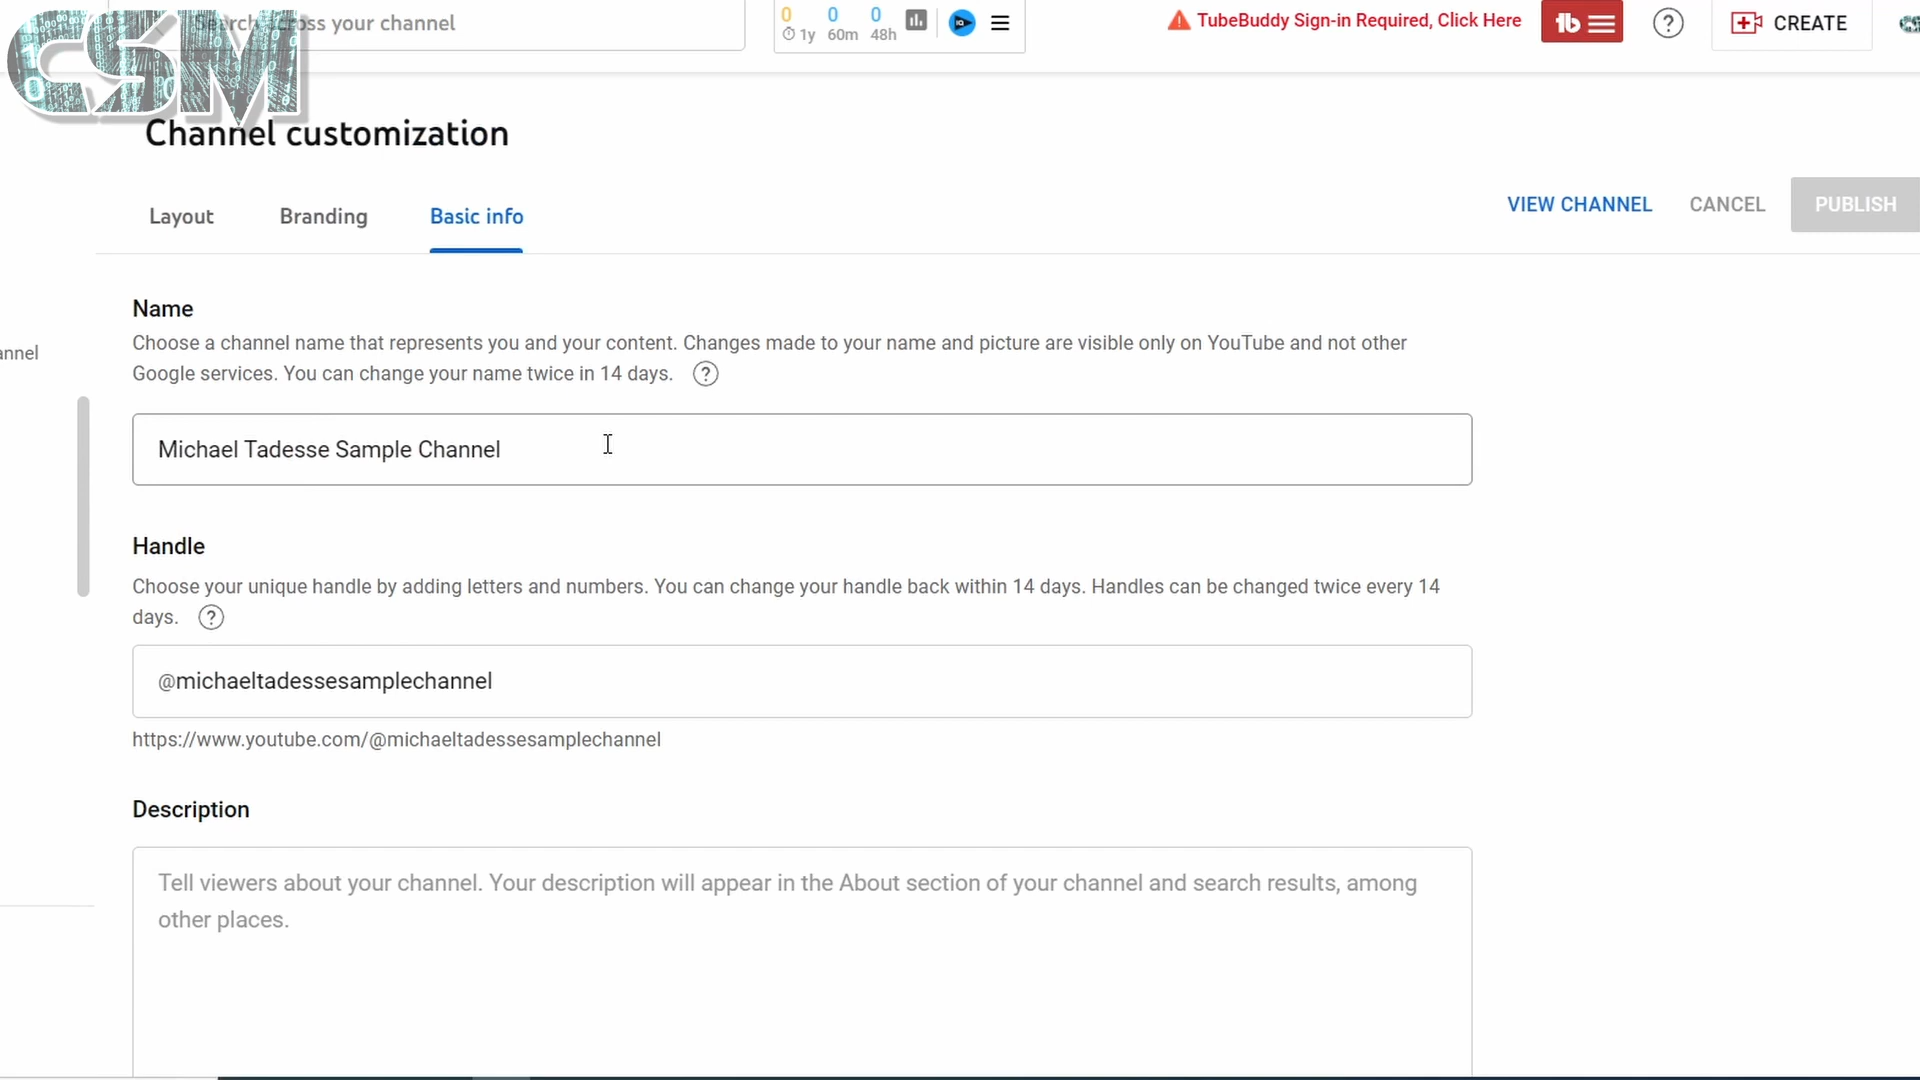 CSM
Search across your channel
0 0 0
1y 60m 48h
TubeBuddy Sign-in Required, Click Here
tb
CREATE
Channel customization
Layout Branding Basic info
VIEW CHANNEL CANCEL PUBLISH
Name
Choose a channel name that represents you and your content. Changes made to your name and picture are visible only on YouTube and not other
Google services. You can change your name twice in 14 days.
annel
Michael Tadesse Sample Channel
Handle
Choose your unique handle by adding letters and numbers. You can change your handle back within 14 days. Handles can be changed twice every 14
days.
@michaeltadessesamplechannel
https://www.youtube.com/@michaeltadessesamplechannel
Description
Tell viewers about your channel. Your description will appear in the About section of your channel and search results, among
other places.